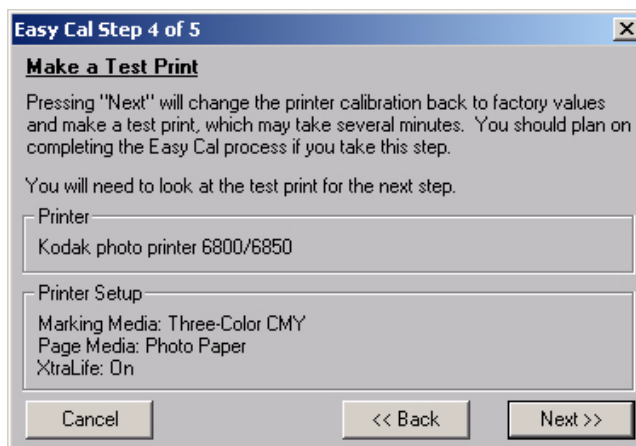 Easy Cal Step 4 of 5
Make a Test Print
Pressing "Next" will change the printer calibration back to factory values
and make a test print, which may take several minutes.  You should plan on
completing the Easy Cal process if you take this step.
You will need to look at the test print for the next step.
Printer
Kodak photo printer 6800/6850
Printer Setup
Marking Media: Three-Color CMY
Page Media: Photo Paper
XtraLife: On
Cancel
<< Back
Next >>